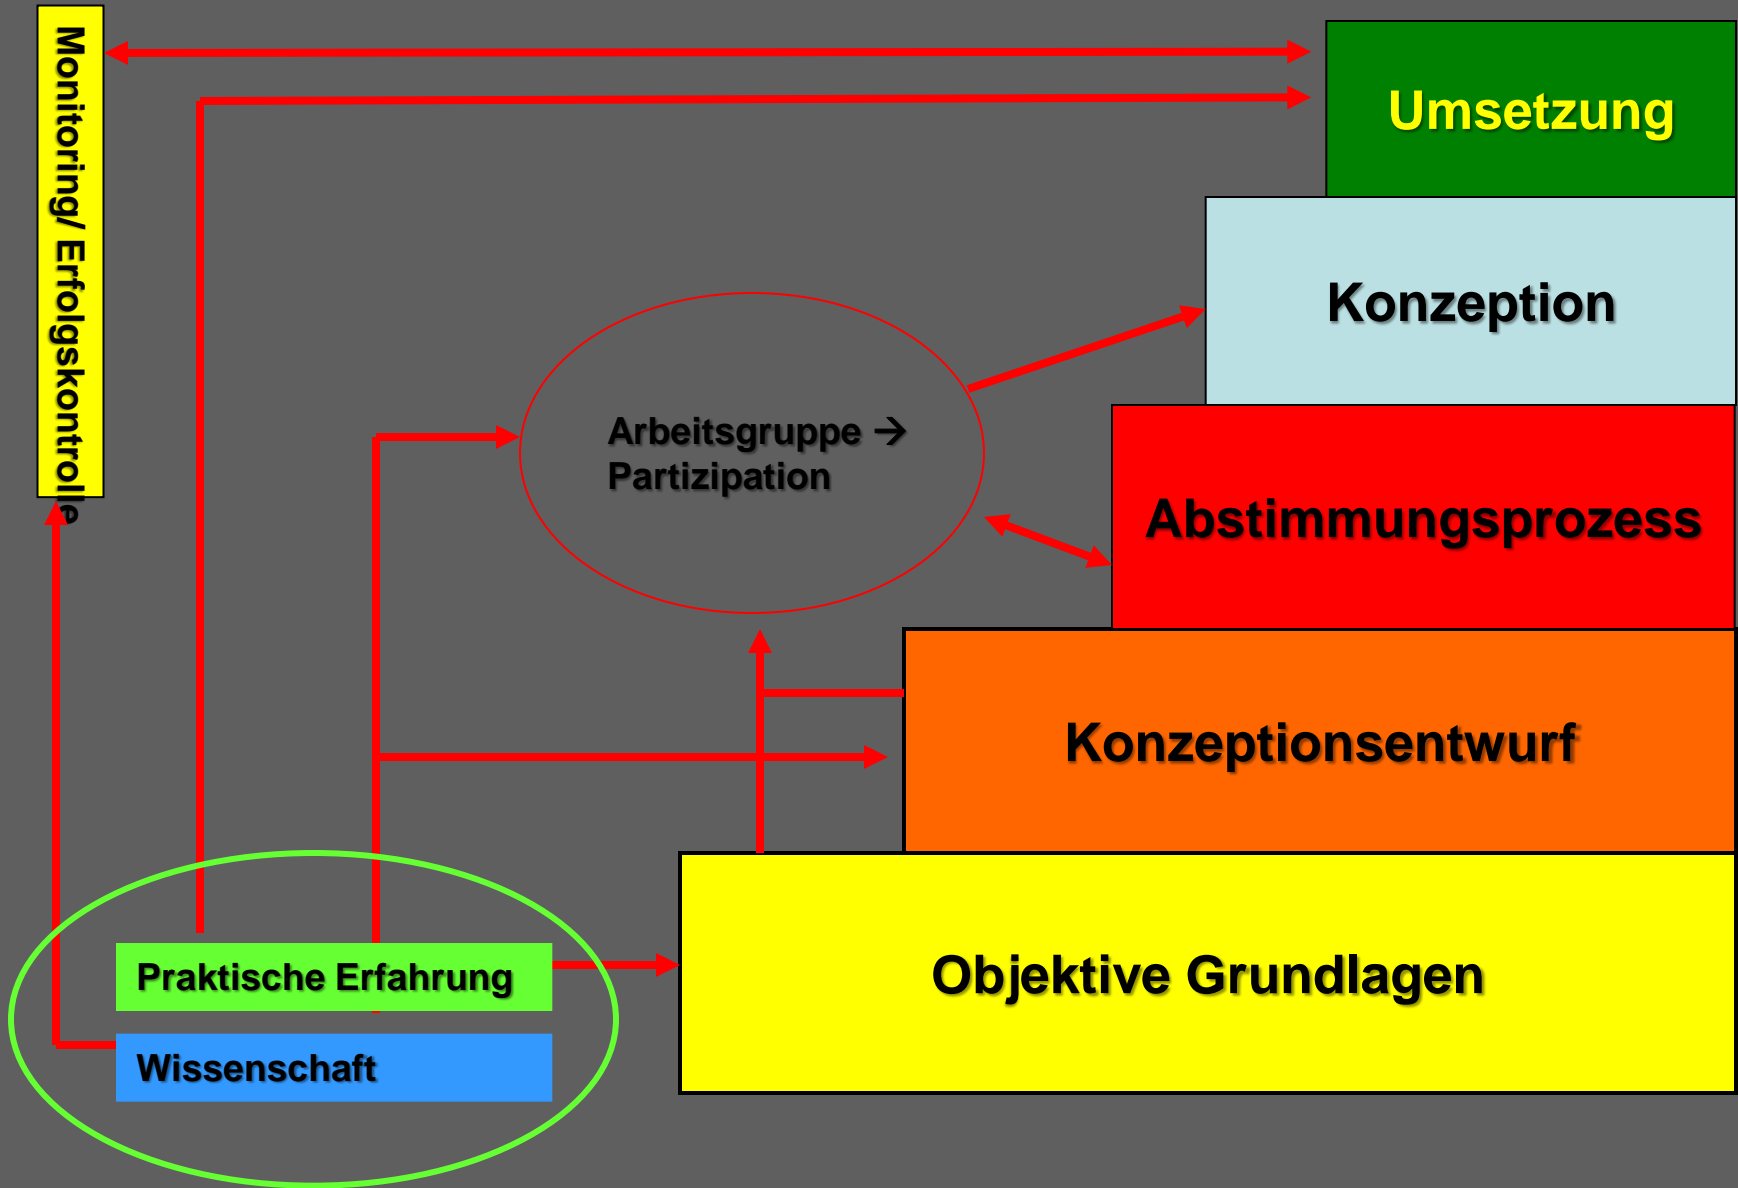 Monitoring/ Erfolgskontrolle
Umsetzung
Konzeption
Arbeitsgruppe →
Partizipation
Abstimmungsprozess
Konzeptionsentwurf
Praktische Erfahrung
Objektive Grundlagen
Wissenschaft